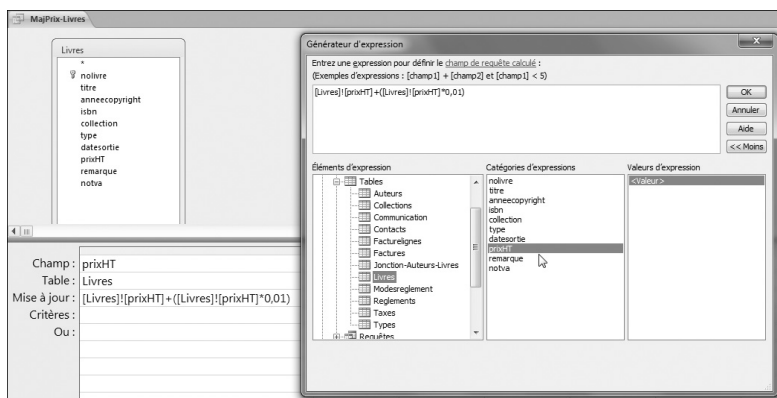 MajPrix-Livres
Livres
*
nolivre
titre
anneecopyright
isbn
collection
type
datesortie
prixHT
remarque
notva
Champ : prixHT
Table : Livres
Mise à jour : [Livres]![prixHT]+([Livres]![prixHT]*0,01)
Critères :
Ou :
Générateur d'expression
Entrez une expression pour définir le champ de requête calculé :
(Exemples d'expressions : [champ1] + [champ2] et [champ1] < 5)
[Livres]![prixHT]+([Livres]![prixHT]*0,01)
OK
Annuler
Aide
<< Moins
Éléments d'expression
Tables
Auteurs
Collections
Communication
Contacts
Facturelignes
Factures
Jonction-Auteurs-Livres
Livres
Modesreglement
Reglements
Taxes
Types
Requêtes
Catégories d'expressions
nolivre
titre
anneecopyright
isbn
collection
type
datesortie
prixHT
remarque
notva
Valeurs d'expression
<Valeur>